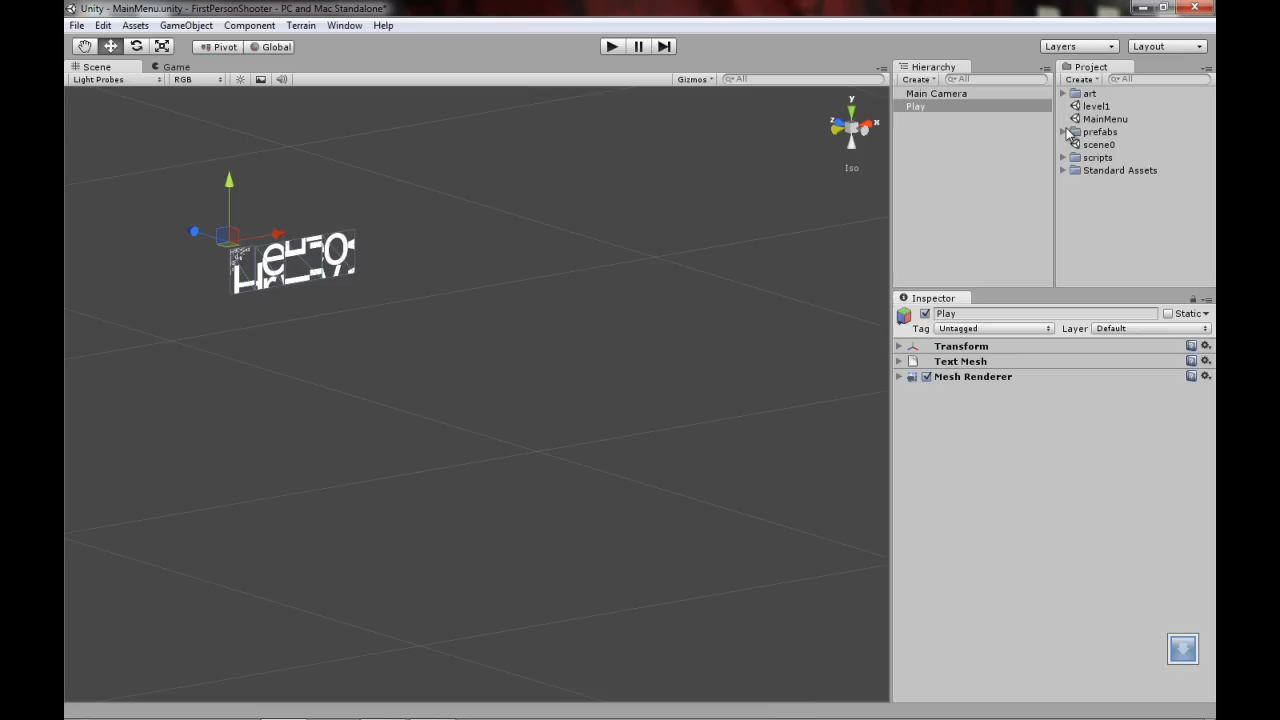 Unity - MainMenu.unity - FirstPersonShooter - PC and Mac Standalone*
File Edit Assets GameObject Component Terrain Window Help
Pivot Global Layers Layout
Scene Game
Light Probes RGB Gizmos All
y
z
x
Iso
Hierarchy
Create All
Main Camera
Play
Project
Create All
art
level1
MainMenu
prefabs
scene0
scripts
Standard Assets
Inspector
Play Static
Tag Untagged Layer Default
Transform
Text Mesh
Mesh Renderer